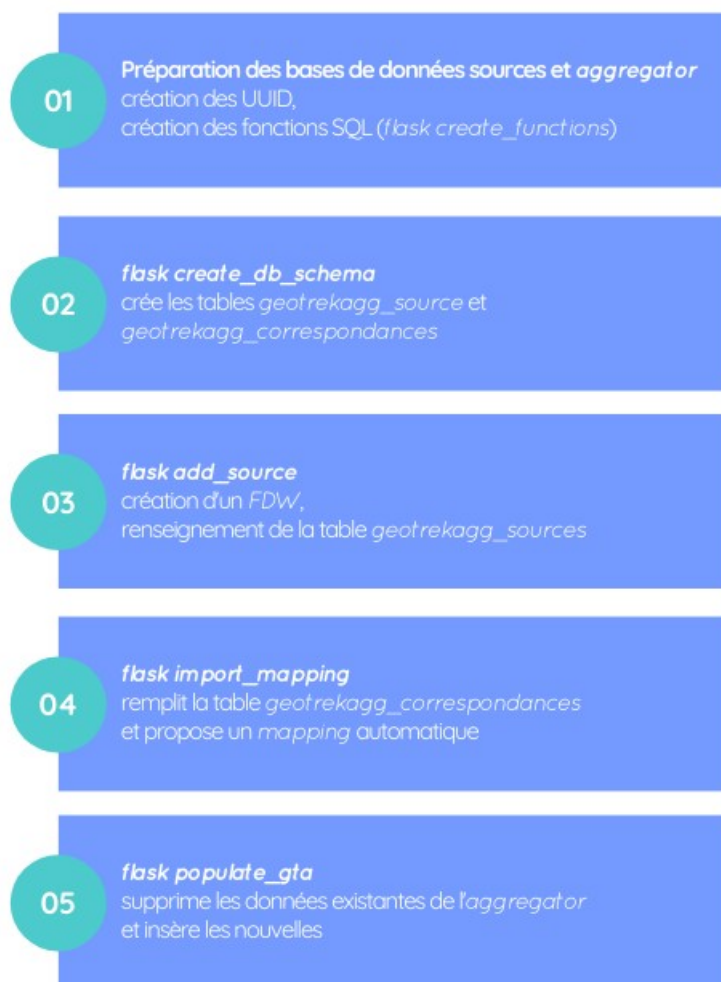 01
Préparation des bases de données sources et aggregator
création des UUID,
création des fonctions SQL (flask create_functions)
02
flask create_db_schema
crée les tables geotrekagg_source et
geotrekagg_correspondances
03
flask add_source
création d'un FDW,
renseignement de la table geotrekagg_sources
04
flask import_mapping
remplit la table geotrekagg_correspondances
et propose un mapping automatique
05
flask populate_gta
supprime les données existantes de l'aggregator
et insère les nouvelles